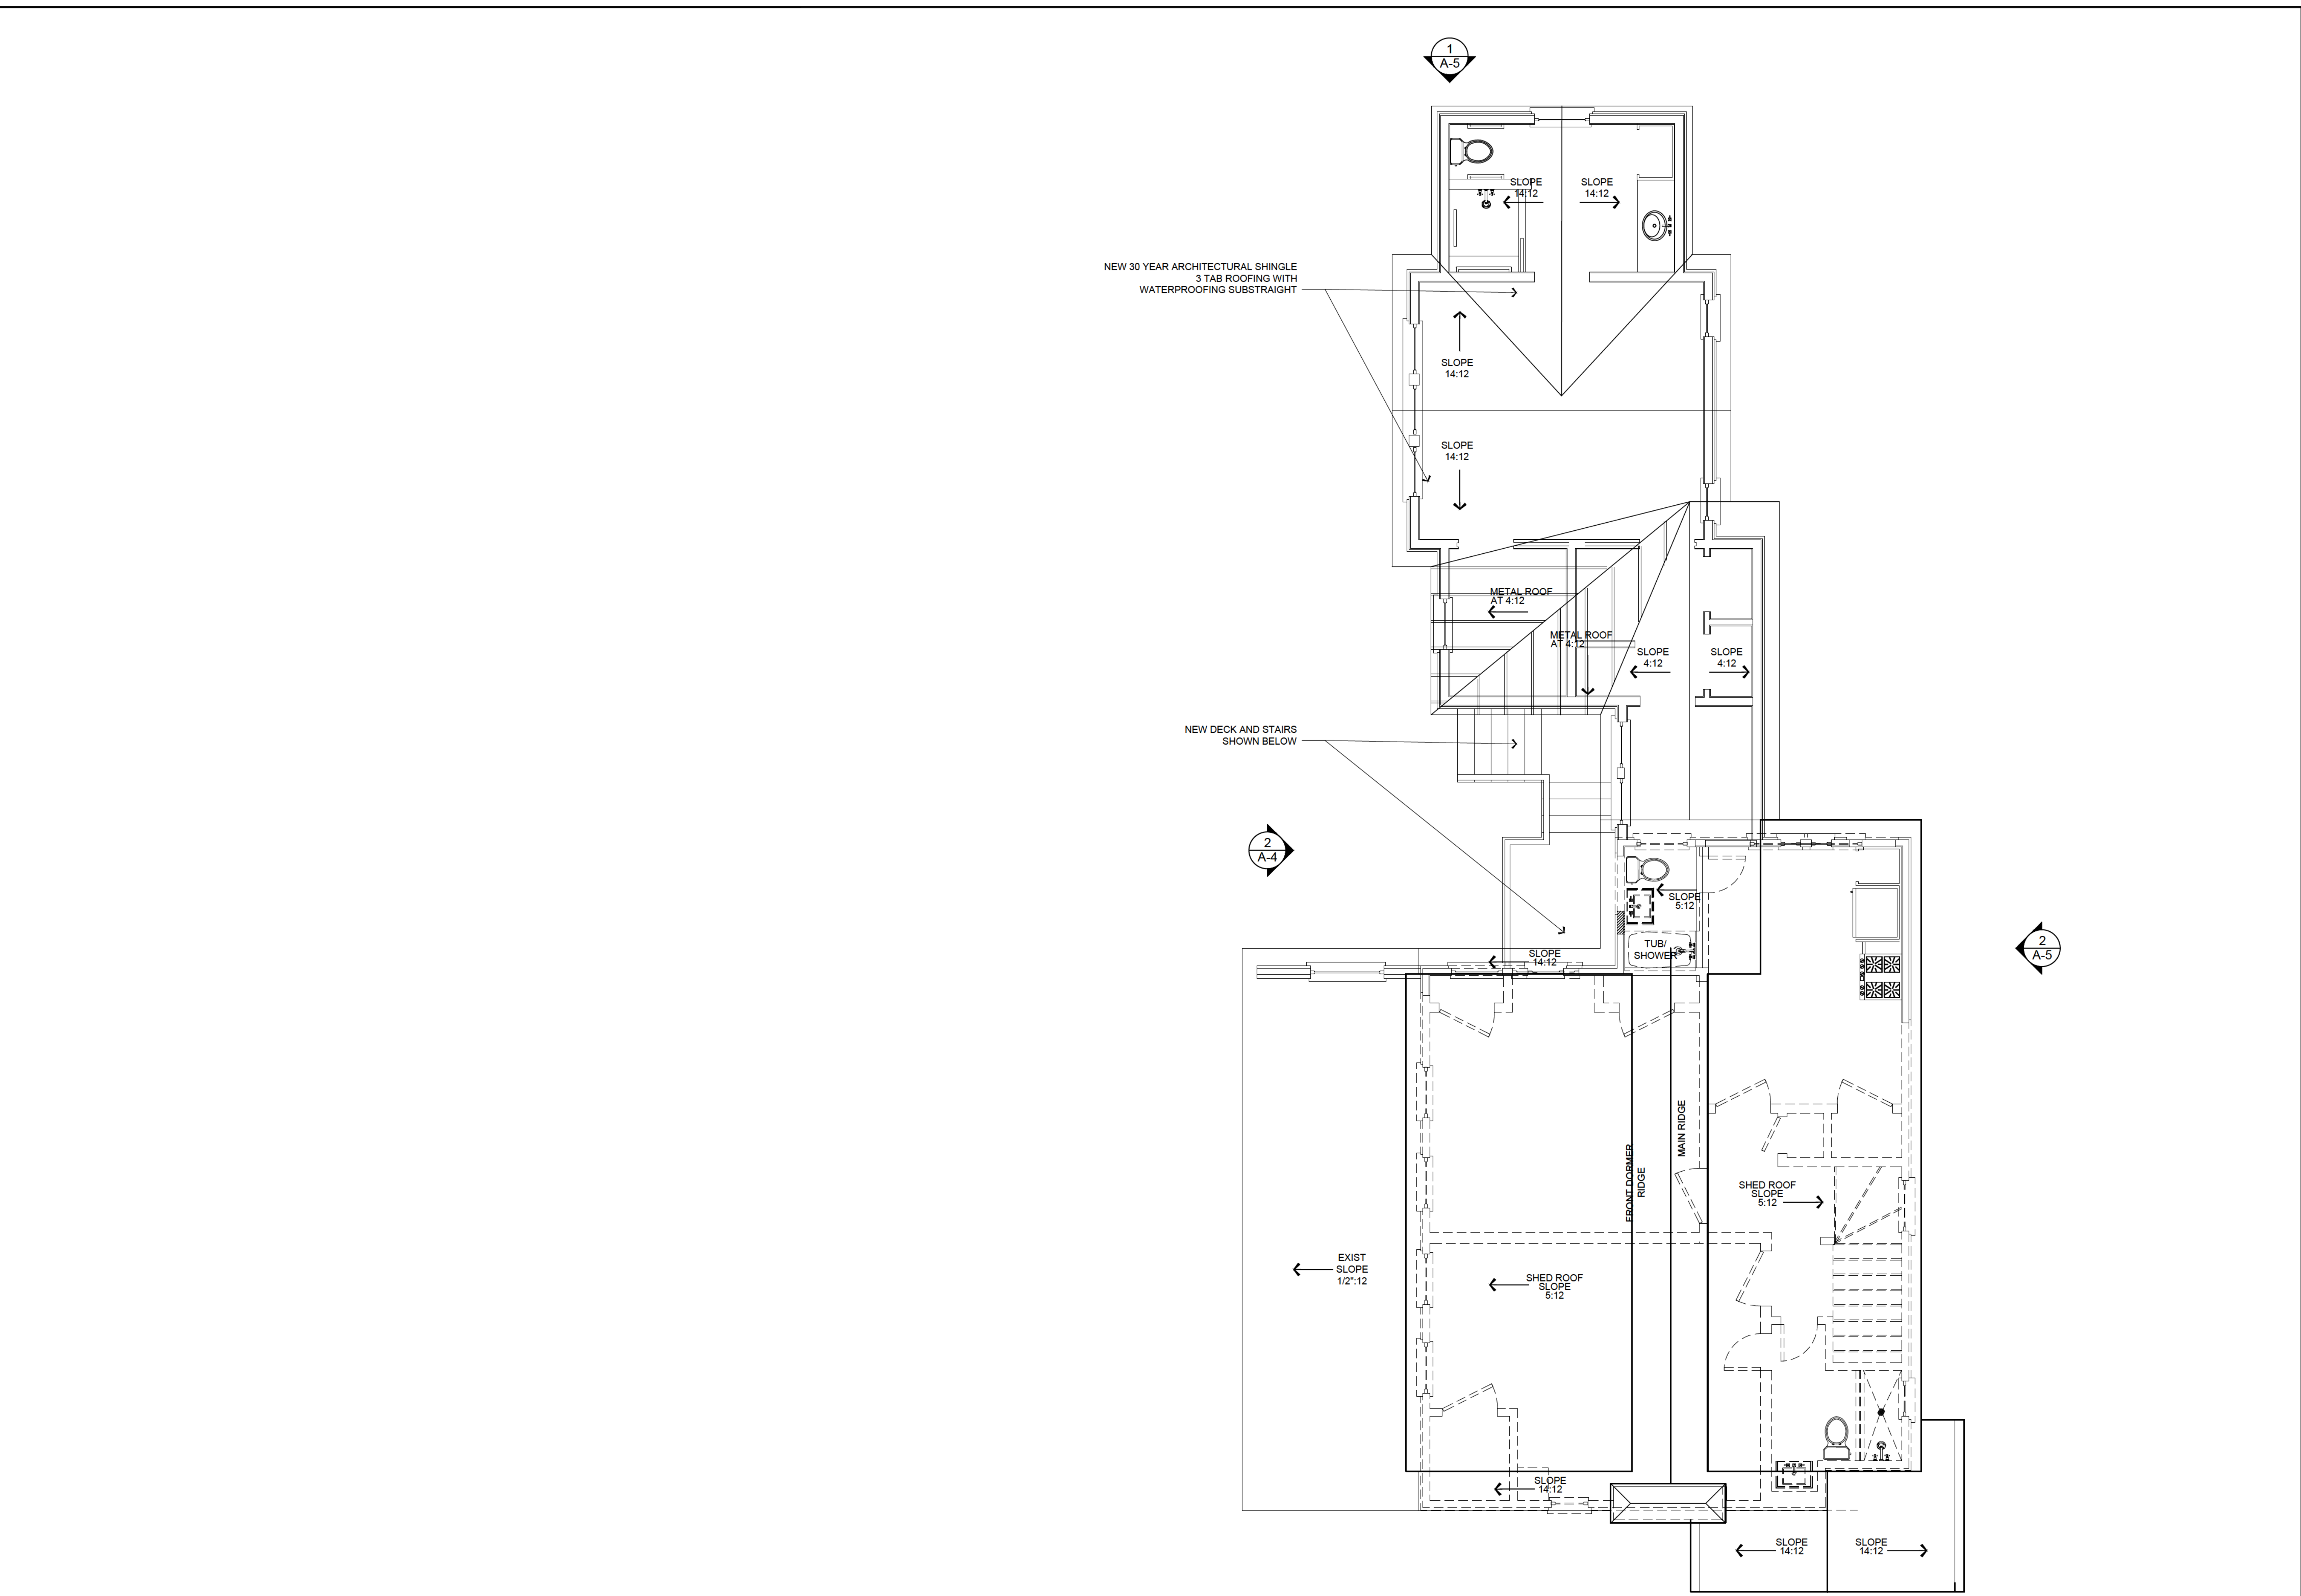 1
A-5
SLOPE
14:12
SLOPE
14:12
NEW 30 YEAR ARCHITECTURAL SHINGLE
3 TAB ROOFING WITH
WATERPROOFING SUBSTRAIGHT
SLOPE
14:12
SLOPE
14:12
METAL ROOF
AT 4:12
METAL ROOF
AT 4:12
SLOPE
4:12
SLOPE
4:12
NEW DECK AND STAIRS
SHOWN BELOW
2
A-4
SLOPE
5:12
TUB/
SHOWER
SLOPE
14:12
2
A-5
MAIN RIDGE
FRONT DORMER
RIDGE
SHED ROOF
SLOPE
5:12
EXIST
SLOPE
1/2":12
SHED ROOF
SLOPE
5:12
SLOPE
14:12
SLOPE
14:12
SLOPE
14:12